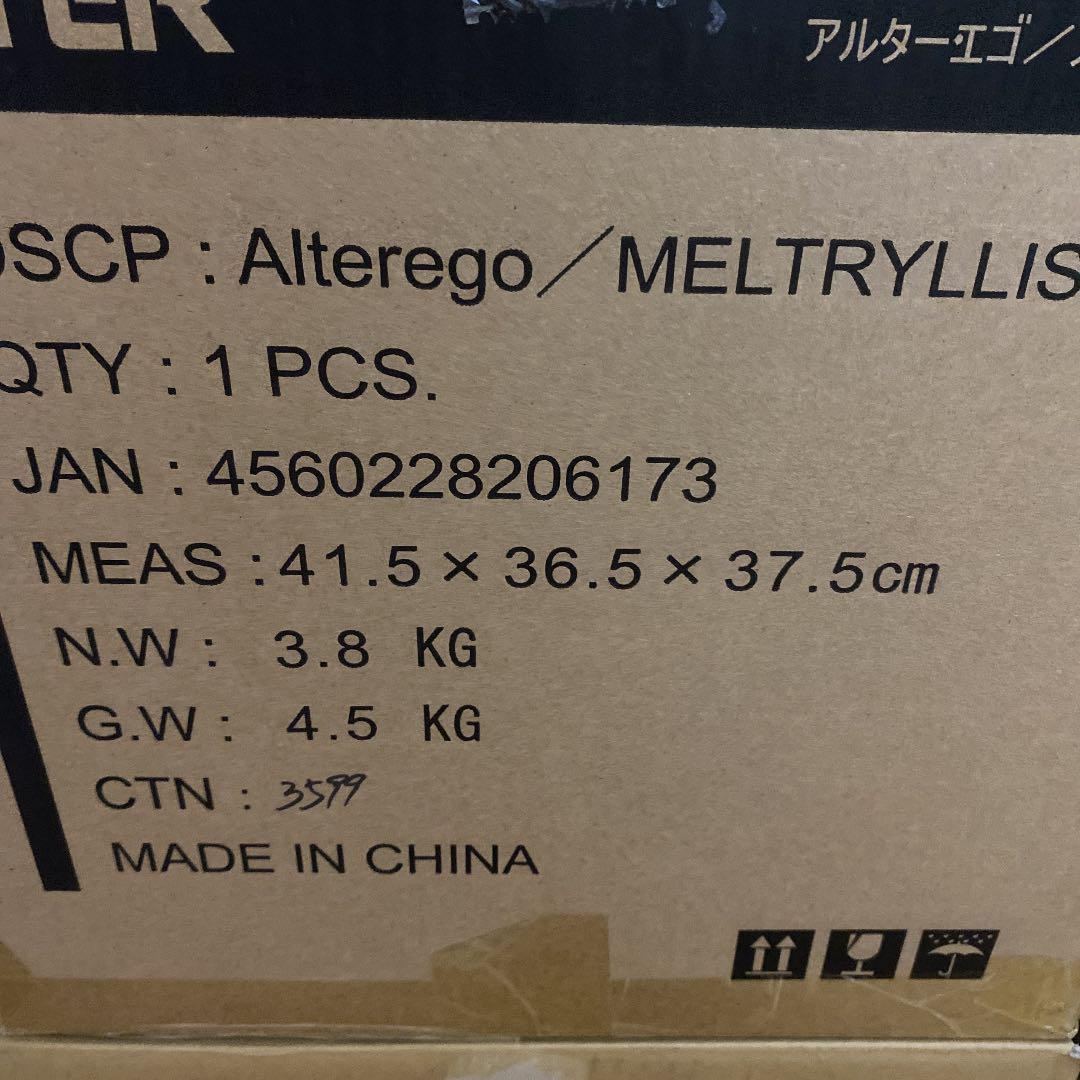 TER
アルター・エゴ／
DSCP : Alterego／MELTRYLLIS
QTY : 1 PCS.
JAN : 4560228206173
MEAS : 41.5 × 36.5 × 37.5cm
N.W : 3.8 KG
G.W : 4.5 KG
CTN : 3599
MADE IN CHINA